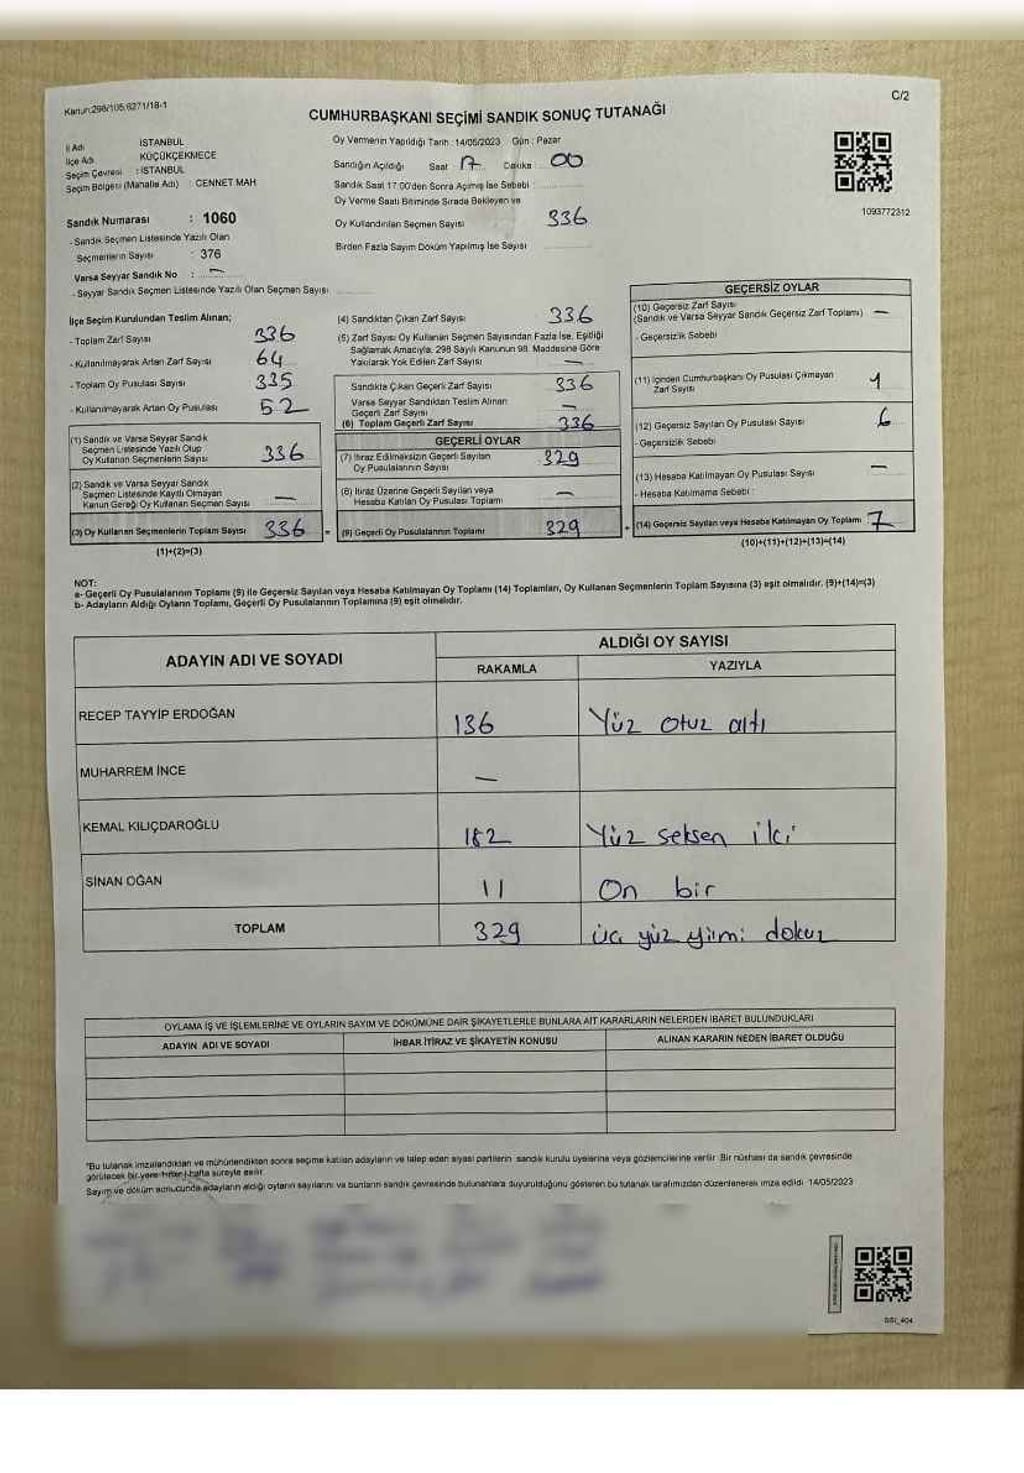 Kanun:298/105,6271/18-1
C/2
CUMHURBAŞKANI SEÇİMİ SANDIK SONUÇ TUTANAĞI
İl Adı İSTANBUL
İlçe Adı KÜÇÜKÇEKMECE
Seçim Çevresi : İSTANBUL
Seçim Bölgesi (Mahalle Adı) : CENNET MAH
Sandık Numarası : 1060
- Sandık Seçmen Listesinde Yazılı Olan
Seçmenlerin Sayısı : 376
Varsa Seyyar Sandık No : —
- Seyyar Sandık Seçmen Listesinde Yazılı Olan Seçmen Sayısı
Oy Vermenin Yapıldığı Tarih : 14/05/2023 Gün : Pazar
Sandığın Açıldığı Saat 17 Dakika 00
Sandık Saat 17:00'den Sonra Açılmış İse Sebebi :
Oy Verme Saati Bitiminde Sırada Bekleyen ve
Oy Kullandırılan Seçmen Sayısı 336
Birden Fazla Sayım Döküm Yapılmış İse Sayısı
1093772312
İlçe Seçim Kurulundan Teslim Alınan;
- Toplam Zarf Sayısı 336
- Kullanılmayarak Artan Zarf Sayısı 64
- Toplam Oy Pusulası Sayısı 335
- Kullanılmayarak Artan Oy Pusulası 52
(1) Sandık ve Varsa Seyyar Sandık
Seçmen Listesinde Yazılı Olup
Oy Kullanan Seçmenlerin Sayısı 336
(2) Sandık ve Varsa Seyyar Sandık
Seçmen Listesinde Kayıtlı Olmayan
Kanun Gereği Oy Kullanan Seçmen Sayısı —
(3) Oy Kullanan Seçmenlerin Toplam Sayısı 336
(1)+(2)=(3)
(4) Sandıktan Çıkan Zarf Sayısı 336
(5) Zarf Sayısı Oy Kullanan Seçmen Sayısından Fazla İse, Eşitliği
Sağlamak Amacıyla, 298 Sayılı Kanunun 98. Maddesine Göre
Yakılarak Yok Edilen Zarf Sayısı —
Sandıkta Çıkan Geçerli Zarf Sayısı 336
Varsa Seyyar Sandıktan Teslim Alınan
Geçerli Zarf Sayısı —
(6) Toplam Geçerli Zarf Sayısı 336
GEÇERLİ OYLAR
(7) İtiraz Edilmeksizin Geçerli Sayılan
Oy Pusulalarının Sayısı 329
(8) İtiraz Üzerine Geçerli Sayılan veya
Hesaba Katılan Oy Pusulası Toplamı —
= (9) Geçerli Oy Pusulalarının Toplamı 329
GEÇERSİZ OYLAR
(10) Geçersiz Zarf Sayısı
(Sandık ve Varsa Seyyar Sandık Geçersiz Zarf Toplamı) —
- Geçersizlik Sebebi
(11) İçinden Cumhurbaşkanı Oy Pusulası Çıkmayan
Zarf Sayısı 1
(12) Geçersiz Sayılan Oy Pusulası Sayısı 6
- Geçersizlik Sebebi
(13) Hesaba Katılmayan Oy Pusulası Sayısı —
- Hesaba Katılmama Sebebi :
+ (14) Geçersiz Sayılan veya Hesaba Katılmayan Oy Toplamı 7
(10)+(11)+(12)+(13)=(14)
NOT:
a- Geçerli Oy Pusulalarının Toplamı (9) ile Geçersiz Sayılan veya Hesaba Katılmayan Oy Toplamı (14) Toplamları, Oy Kullanan Seçmenlerin Toplam Sayısına (3) eşit olmalıdır. (9)+(14)=(3)
b- Adayların Aldığı Oyların Toplamı, Geçerli Oy Pusulalarının Toplamına (9) eşit olmalıdır.
ADAYIN ADI VE SOYADI
ALDIĞI OY SAYISI
RAKAMLA YAZIYLA
RECEP TAYYİP ERDOĞAN 136 Yüz otuz altı
MUHARREM İNCE —
KEMAL KILIÇDAROĞLU 182 Yüz seksen iki
SİNAN OĞAN 11 On bir
TOPLAM 329 üç yüz yiimi dokuz
OYLAMA İŞ VE İŞLEMLERİNE VE OYLARIN SAYIM VE DÖKÜMÜNE DAİR ŞİKAYETLERLE BUNLARA AİT KARARLARIN NELERDEN İBARET BULUNDUKLARI
ADAYIN ADI VE SOYADI İHBAR İTİRAZ VE ŞİKAYETİN KONUSU ALINAN KARARIN NEDEN İBARET OLDUĞU
*Bu tutanak imzalandıktan ve mühürlendikten sonra seçime katılan adayların ve talep eden siyasi partilerin sandık kurulu üyelerine veya gözlemcilerine verilir. Bir nüshası da sandık çevresinde
görülecek bir yere bir hafta süreyle asılır.
Sayım ve döküm sonucunda adayların aldığı oyların sayılarını ve bunların sandık çevresinde bulunanlara duyurulduğunu gösteren bu tutanak tarafımızdan düzenlenerek imza edildi. 14/05/2023